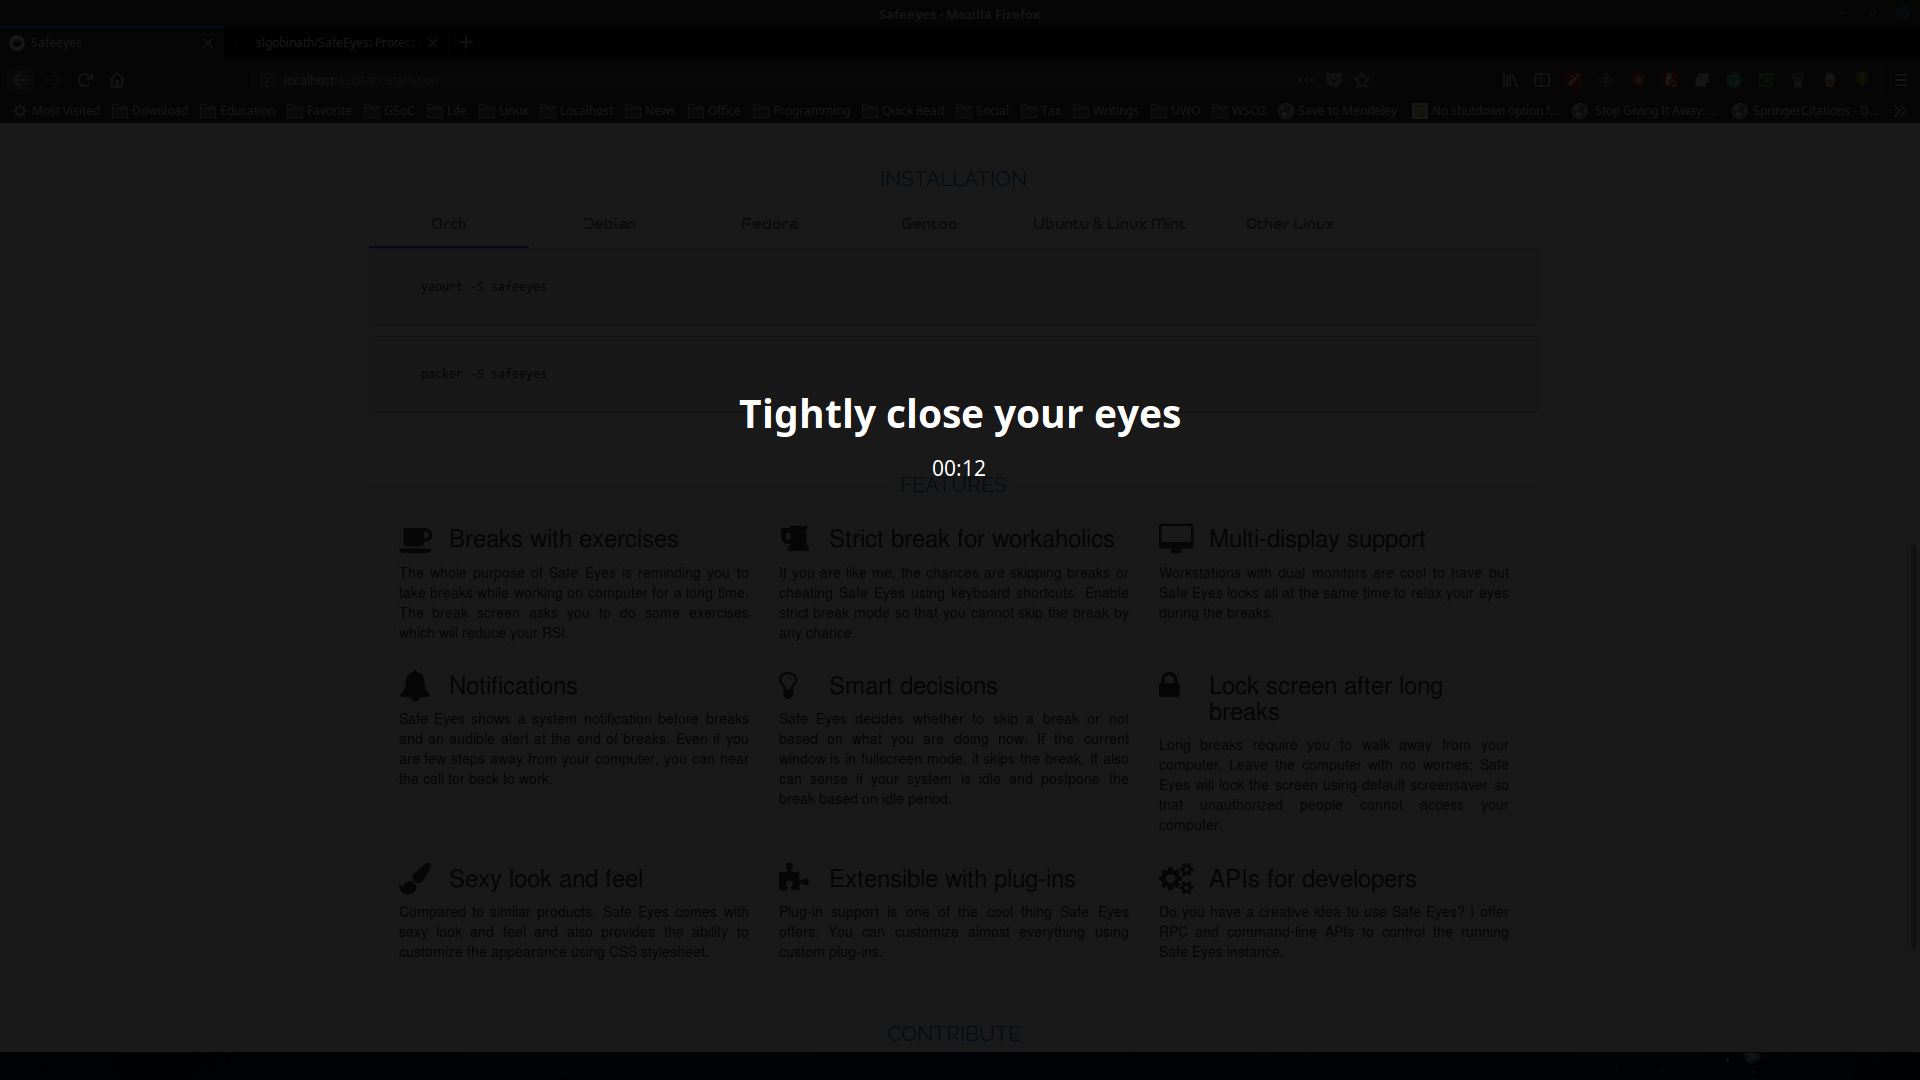 Safeeyes - Mozilla Firefox
Safeeyes
slgobinath/SafeEyes: Protect
localhost:4200/#installation
Most Visited Download Education Favorite GSoC Life Linux Localhost News Office Programming Quick Read Social Tax Writings UWO WSO2 Save to Mendeley No shutdown option f... Stop Giving It Away: ... SpringerCitations - D...
INSTALLATION
Arch Debian Fedora Gentoo Ubuntu & Linux Mint Other Linux
yaourt -S safeeyes
packer -S safeeyes
Tightly close your eyes
00:12
FEATURES
Breaks with exercises
The whole purpose of Safe Eyes is reminding you to
take breaks while working on computer for a long time.
The break screen asks you to do some exercises
which will reduce your RSI.
Strict break for workaholics
If you are like me, the chances are skipping breaks or
cheating Safe Eyes using keyboard shortcuts. Enable
strict break mode so that you cannot skip the break by
any chance.
Multi-display support
Workstations with dual monitors are cool to have but
Safe Eyes locks all at the same time to relax your eyes
during the breaks.
Notifications
Safe Eyes shows a system notification before breaks
and an audible alert at the end of breaks. Even if you
are few steps away from your computer, you can hear
the call for back to work.
Smart decisions
Safe Eyes decides whether to skip a break or not
based on what you are doing now. If the current
window is in fullscreen mode, it skips the break. It also
can sense if your system is idle and postpone the
break based on idle period.
Lock screen after long
breaks
Long breaks require you to walk away from your
computer. Leave the computer with no worries; Safe
Eyes will lock the screen using default screensaver so
that unauthorized people cannot access your
computer.
Sexy look and feel
Compared to similar products, Safe Eyes comes with
sexy look and feel and also provides the ability to
customize the appearance using CSS stylesheet.
Extensible with plug-ins
Plug-in support is one of the cool thing Safe Eyes
offers. You can customize almost everything using
custom plug-ins.
APIs for developers
Do you have a creative idea to use Safe Eyes? I offer
RPC and command-line APIs to control the running
Safe Eyes instance.
CONTRIBUTE